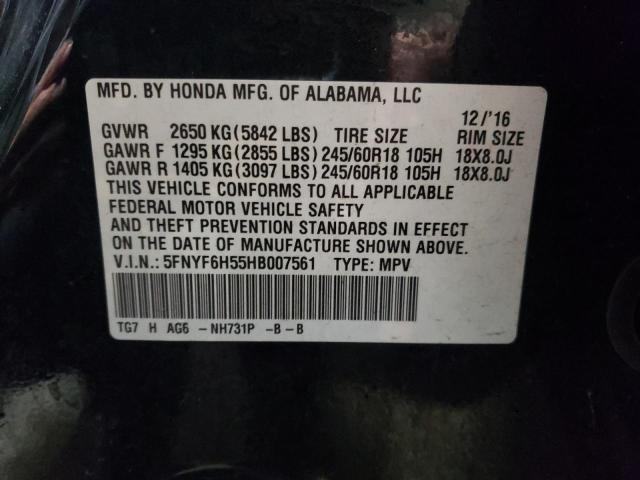 MFD. BY HONDA MFG. OF ALABAMA, LLC
12/'16
GVWR 2650 KG(5842 LBS) TIRE SIZE RIM SIZE
GAWR F 1295 KG(2855 LBS)245/60R18 105H 18X8.0J
GAWR R 1405 KG(3097 LBS)245/60R18 105H 18X8.0J
THIS VEHICLE CONFORMS TO ALL APPLICABLE
FEDERAL MOTOR VEHICLE SAFETY
AND THEFT PREVENTION STANDARDS IN EFFECT
ON THE DATE OF MANUFACTURE SHOWN ABOVE.
V.I.N.: 5FNYF6H55HB007561 TYPE: MPV
TG7 H AG6 -NH731P -B-B